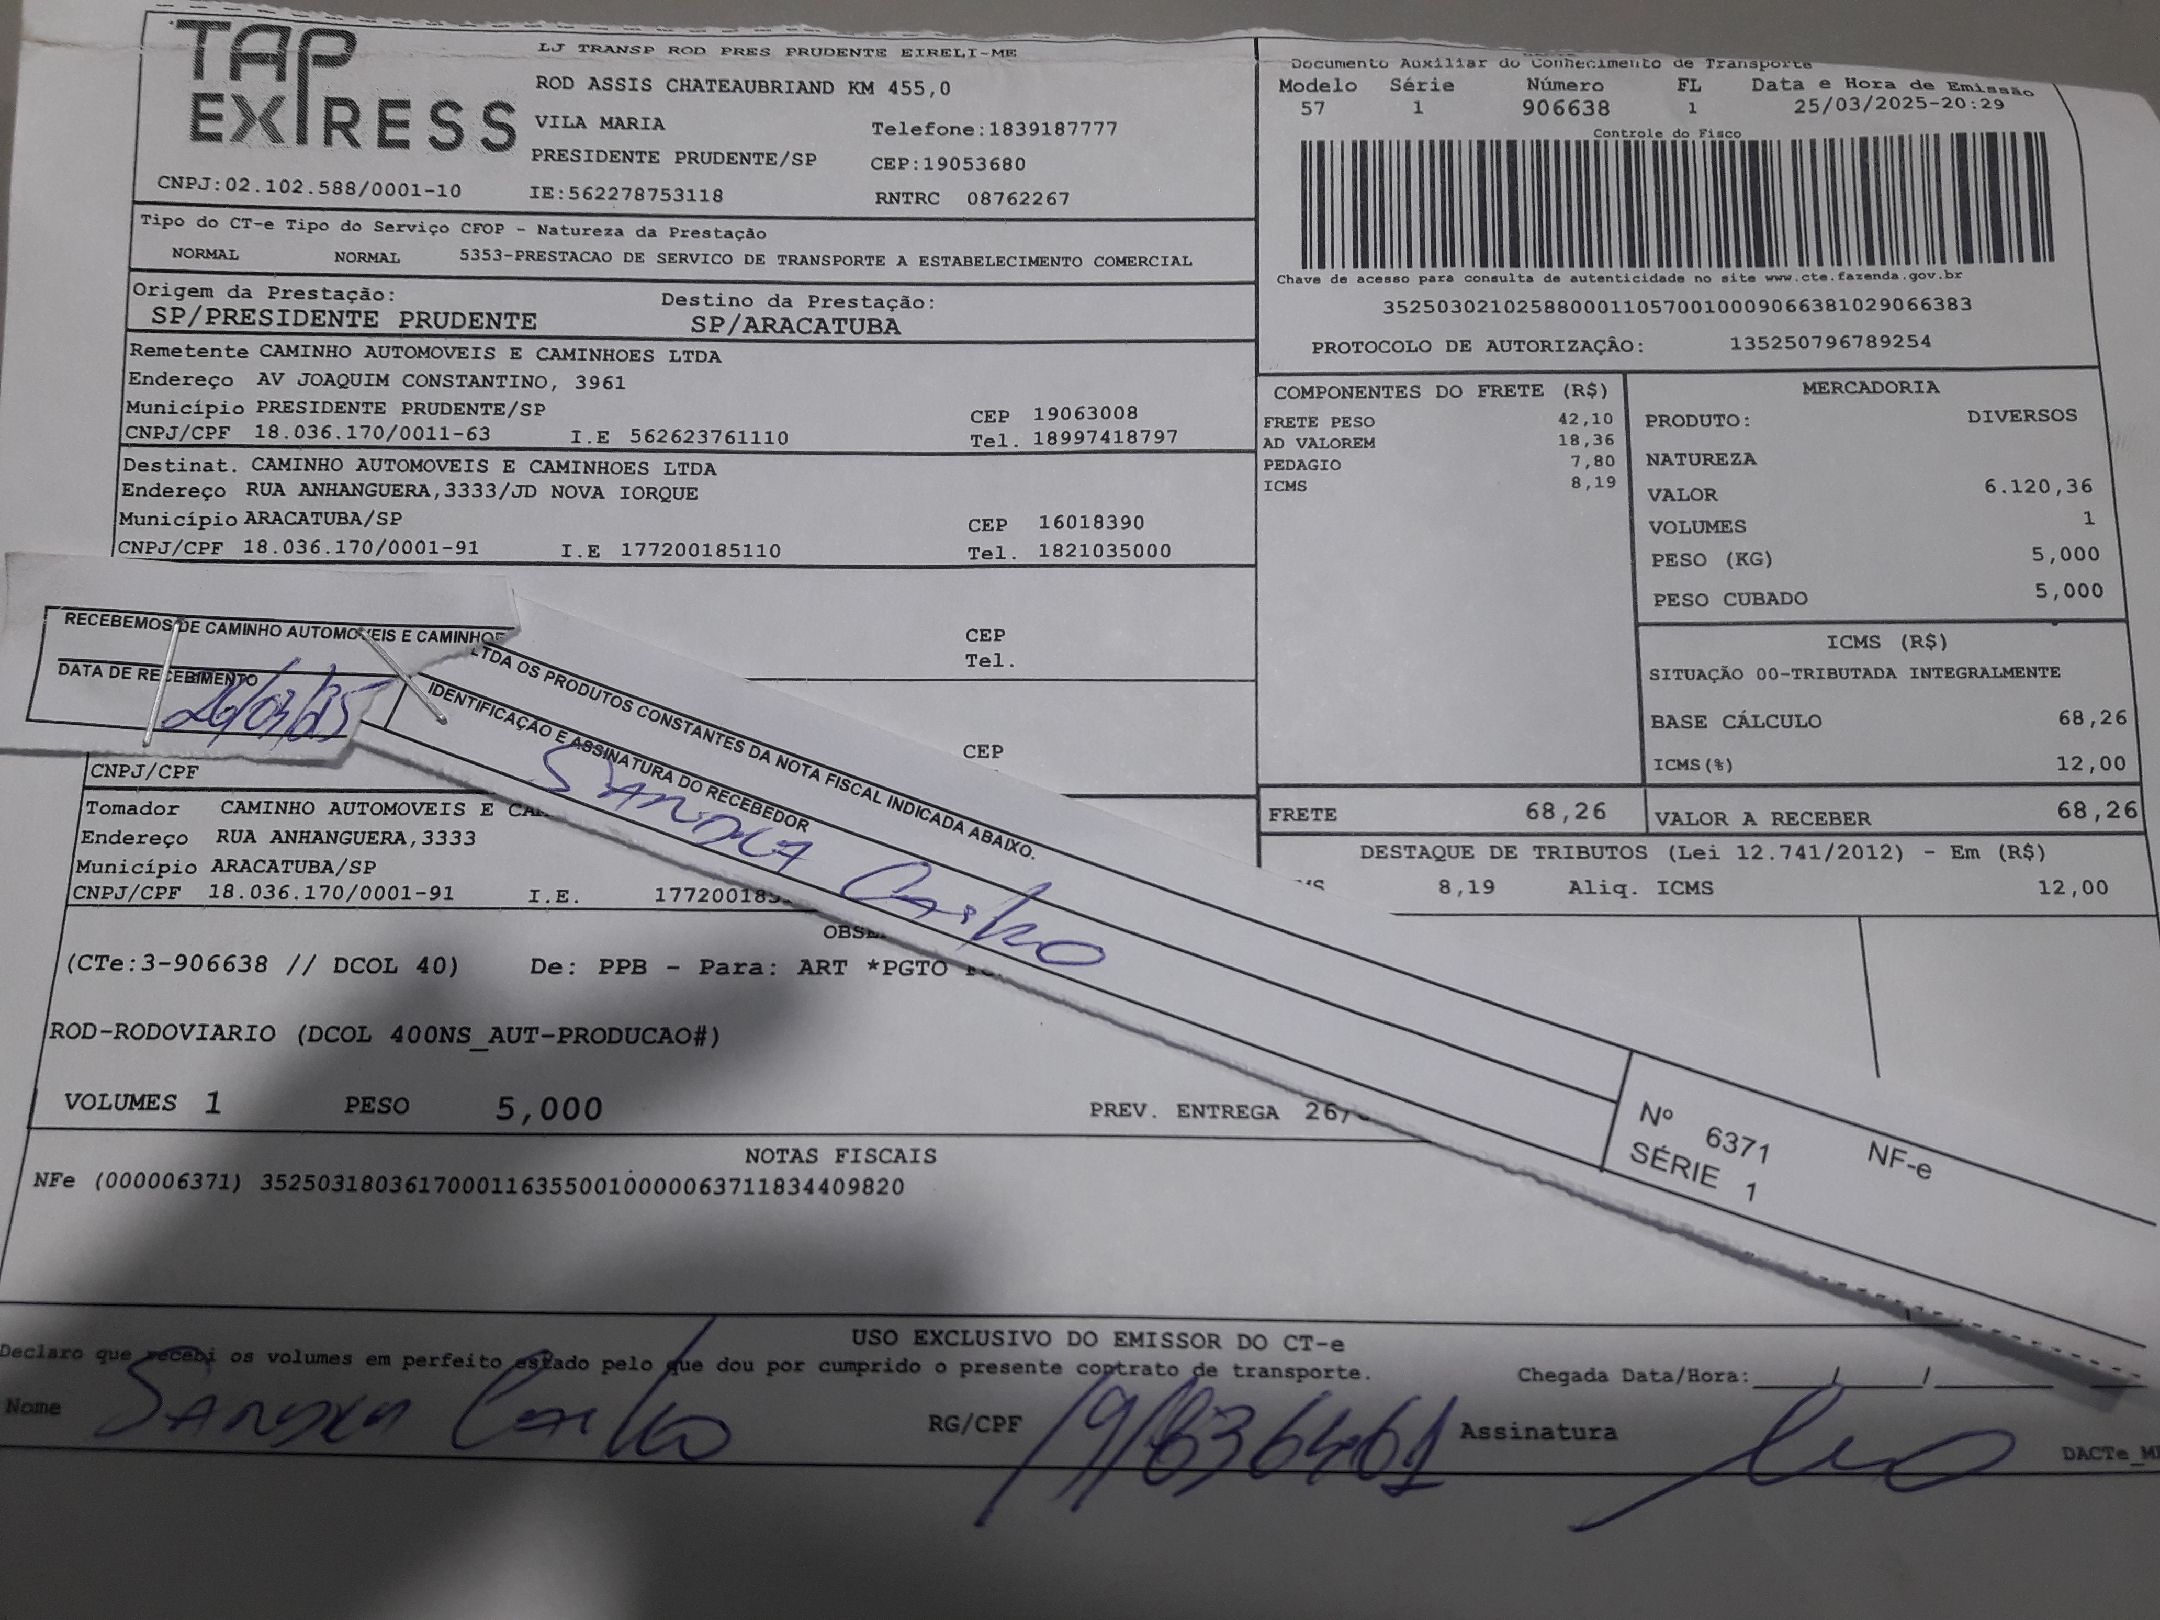 TAP EXPRESS
LJ TRANSP ROD PRES PRUDENTE EIRELI-ME
ROD ASSIS CHATEAUBRIAND KM 455,0
VILA MARIA Telefone:1839187777
PRESIDENTE PRUDENTE/SP CEP:19053680
CNPJ:02.102.588/0001-10 IE:562278753118 RNTRC 08762267
Documento Auxiliar do Conhecimento de Transporte
Modelo Série Número FL Data e Hora de Emissão
57 1 906638 1 25/03/2025-20:29
Controle do Fisco
Chave de acesso para consulta de autenticidade no site www.cte.fazenda.gov.br
35250302102588000110570010009066381029066383
PROTOCOLO DE AUTORIZAÇÂO: 135250796789254
Tipo do CT-e Tipo do Serviço CFOP - Natureza da Prestação
NORMAL NORMAL 5353-PRESTACAO DE SERVICO DE TRANSPORTE A ESTABELECIMENTO COMERCIAL
Origem da Prestação: Destino da Prestação:
SP/PRESIDENTE PRUDENTE SP/ARACATUBA
Remetente CAMINHO AUTOMOVEIS E CAMINHOES LTDA
Endereço AV JOAQUIM CONSTANTINO, 3961
Município PRESIDENTE PRUDENTE/SP CEP 19063008
CNPJ/CPF 18.036.170/0011-63 I.E 562623761110 Tel. 18997418797
Destinat. CAMINHO AUTOMOVEIS E CAMINHOES LTDA
Endereço RUA ANHANGUERA,3333/JD NOVA IORQUE
Município ARACATUBA/SP CEP 16018390
CNPJ/CPF 18.036.170/0001-91 I.E 177200185110 Tel. 1821035000
CEP
Tel.
CEP
COMPONENTES DO FRETE (R$)
FRETE PESO 42,10
AD VALOREM 18,36
PEDAGIO 7,80
ICMS 8,19
MERCADORIA
PRODUTO: DIVERSOS
NATUREZA
VALOR 6.120,36
VOLUMES 1
PESO (KG) 5,000
PESO CUBADO 5,000
ICMS (R$)
SITUAÇÃO 00-TRIBUTADA INTEGRALMENTE
BASE CÁLCULO 68,26
ICMS(%) 12,00
FRETE 68,26 VALOR A RECEBER 68,26
DESTAQUE DE TRIBUTOS (Lei 12.741/2012) - Em (R$)
8,19 Aliq. ICMS 12,00
RECEBEMOS DE CAMINHO AUTOMOVEIS E CAMINHOES LTDA OS PRODUTOS CONSTANTES DA NOTA FISCAL INDICADA ABAIXO.
DATA DE RECEBIMENTO IDENTIFICAÇÃO E ASSINATURA DO RECEBEDOR
26/03/25
SANDRA
Nº 6371 NF-e
SÉRIE 1
CNPJ/CPF
Tomador CAMINHO AUTOMOVEIS E
Endereço RUA ANHANGUERA,3333
Município ARACATUBA/SP
CNPJ/CPF 18.036.170/0001-91 I.E. 17720018
(CTe:3-906638 // DCOL 40) De: PPB - Para: ART *PGTO
ROD-RODOVIARIO (DCOL 400NS_AUT-PRODUCAO#)
VOLUMES 1 PESO 5,000 PREV. ENTREGA 26/
NOTAS FISCAIS
NFe (000006371) 35250318036170001163550010000063711834409820
USO EXCLUSIVO DO EMISSOR DO CT-e
Declaro que recebi os volumes em perfeito estado pelo que dou por cumprido o presente contrato de transporte. Chegada Data/Hora:____/____/____
Nome SANDRA RG/CPF Assinatura